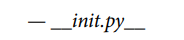 — __init.py__